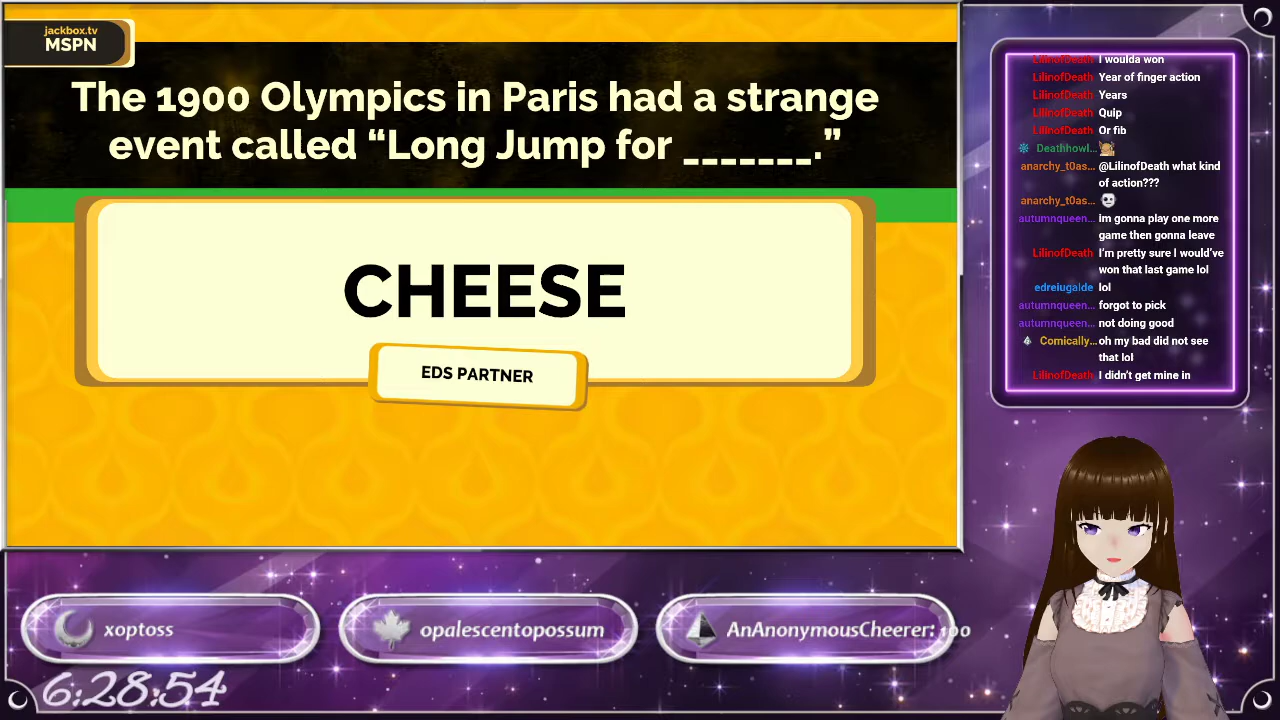 jackbox.tv
MSPN
The 1900 Olympics in Paris had a strange
event called “Long Jump for _______.”
CHEESE
EDS PARTNER
LilinofDeath I woulda won
LilinofDeath Year of finger action
LilinofDeath Years
LilinofDeath Quip
LilinofDeath Or fib
Deathhowl...
anarchy_t0as... @LilinofDeath what kind
of action???
anarchy_t0as...
autumnqueen... im gonna play one more
game then gonna leave
LilinofDeath I’m pretty sure I would’ve
won that last game lol
edreiugalde lol
autumnqueen... forgot to pick
autumnqueen... not doing good
Comically... oh my bad did not see
that lol
LilinofDeath I didn’t get mine in
xoptoss
opalescentopossum
AnAnonymousCheerer: 100
6:28:54